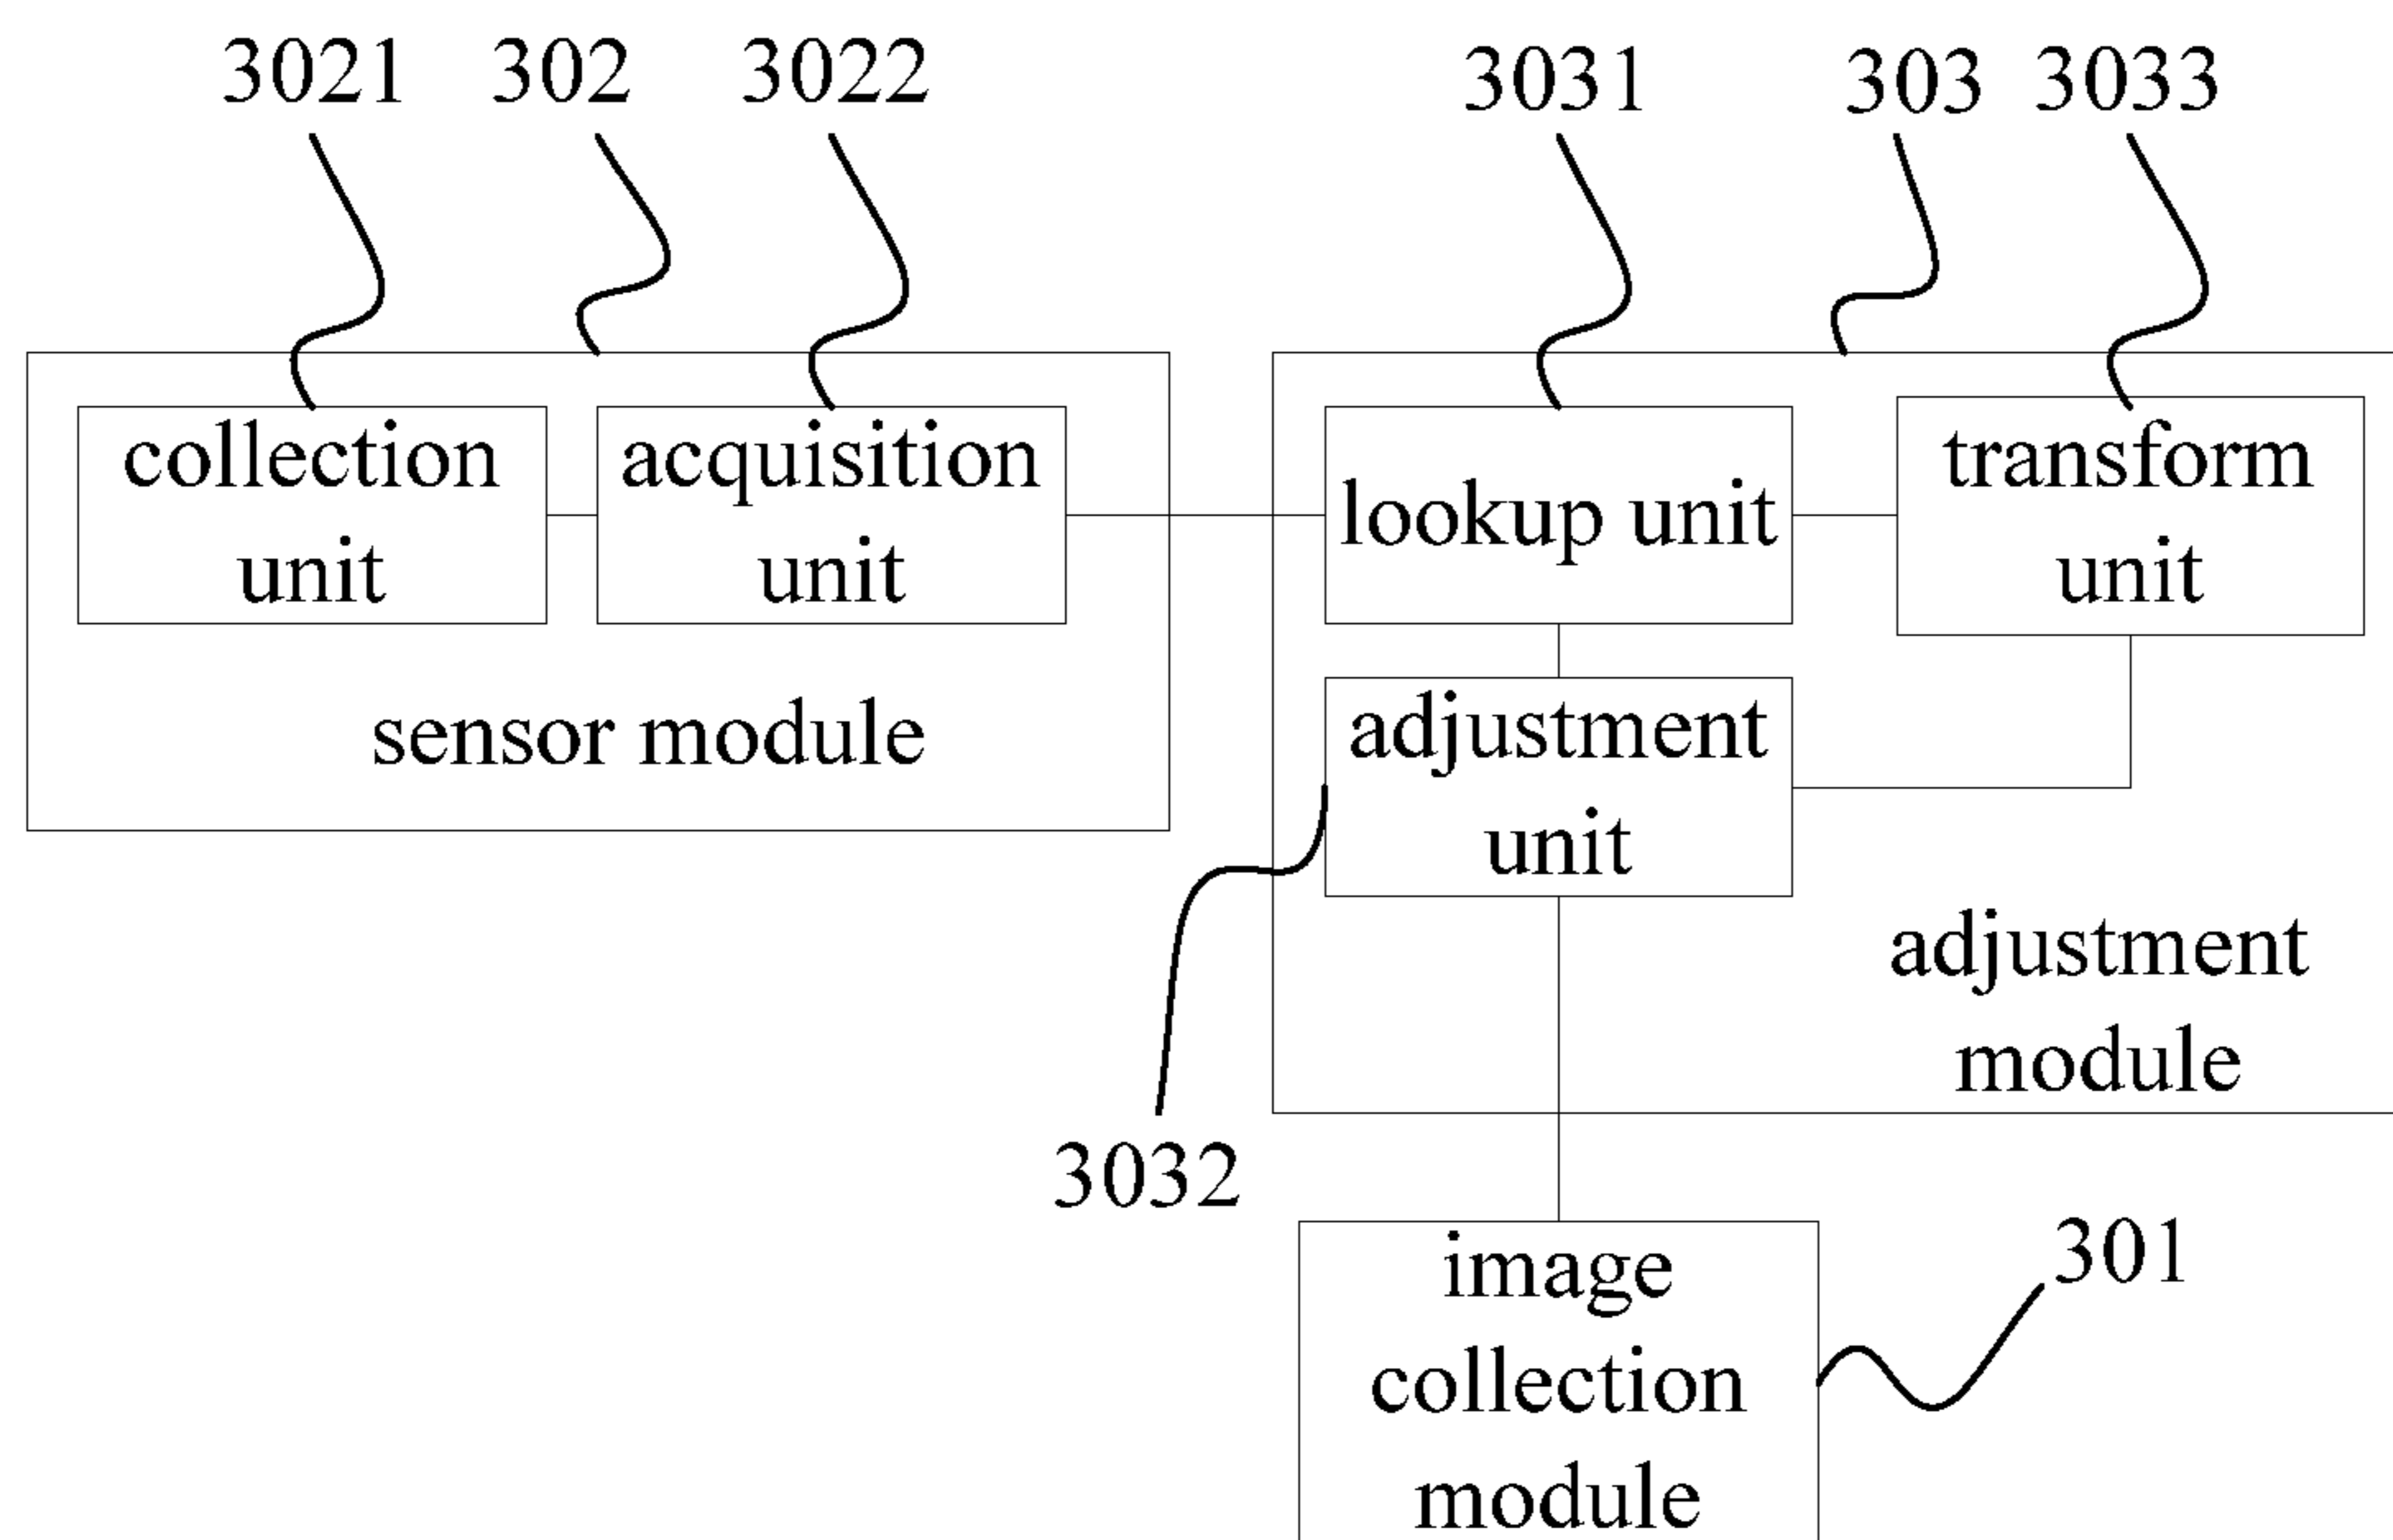 3021 302 3022 3031 303 3033
collection
unit
acquisition
unit
lookup unit
transform
unit
sensor module
adjustment
unit
adjustment
module
3032
image
collection
module
301